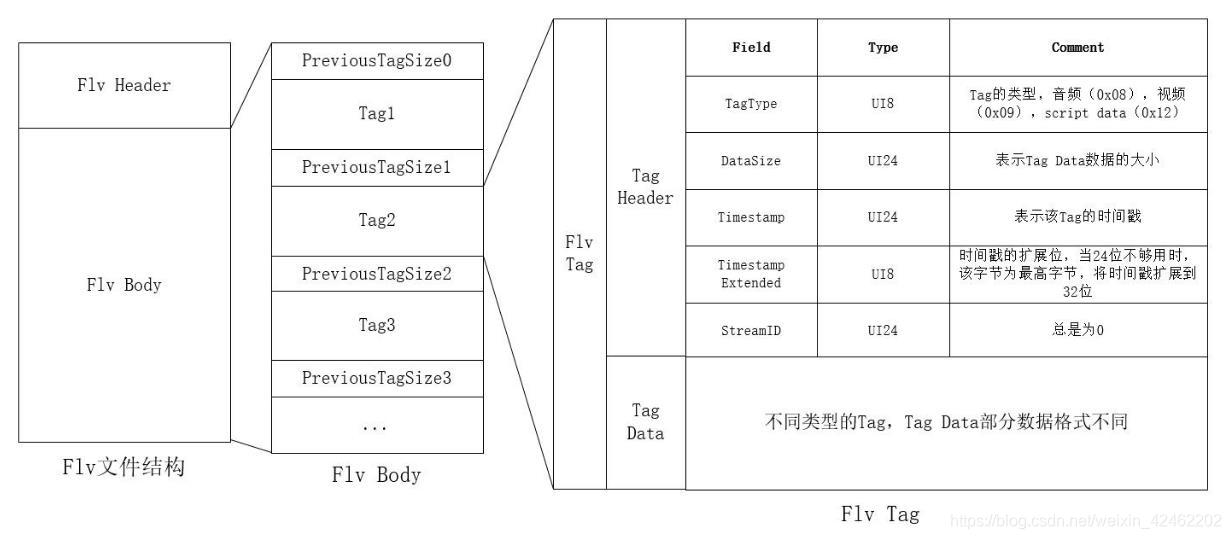 Flv Header
Flv Body
Flv文件结构
PreviousTagSize0
Tag1
PreviousTagSize1
Tag2
PreviousTagSize2
Tag3
PreviousTagSize3
...
Flv Body
Flv
Tag
Tag
Header
Field Type Comment
TagType UI8 Tag的类型，音频（0x08），视频
（0x09），script data（0x12）
DataSize UI24 表示Tag Data数据的大小
Timestamp UI24 表示该Tag的时间戳
Timestamp
Extended
UI8
时间戳的扩展位，当24位不够用时，
该字节为最高字节，将时间戳扩展到
32位
StreamID UI24 总是为0
Tag
Data
不同类型的Tag，Tag Data部分数据格式不同
Flv Tag
https://blog.csdn.net/weixin_42462202